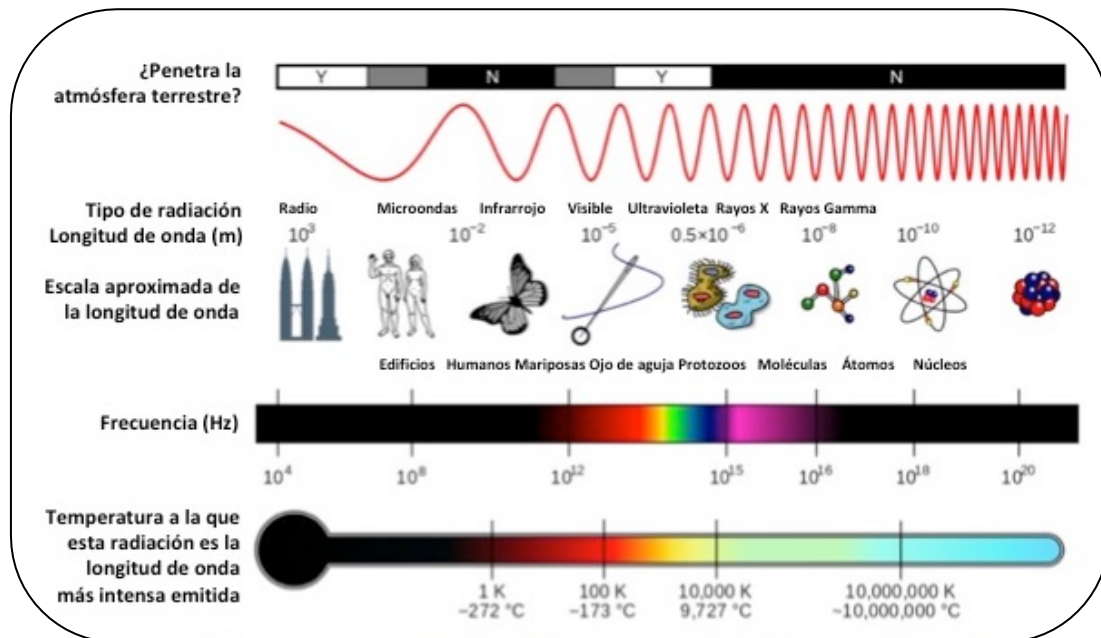 ¿Penetra la
atmósfera terrestre?
Y N Y N
Tipo de radiación
Radio Microondas Infrarrojo Visible Ultravioleta Rayos X Rayos Gamma
Longitud de onda (m)
10³ 10⁻² 10⁻⁵ 0.5×10⁻⁶ 10⁻⁸ 10⁻¹⁰ 10⁻¹²
Escala aproximada de
la longitud de onda
Edificios Humanos Mariposas Ojo de aguja Protozoos Moléculas Átomos Núcleos
Frecuencia (Hz)
10⁴ 10⁸ 10¹² 10¹⁵ 10¹⁶ 10¹⁸ 10²⁰
Temperatura a la que
esta radiación es la
longitud de onda
más intensa emitida
1 K 100 K 10,000 K 10,000,000 K
−272 °C −173 °C 9,727 °C ~10,000,000 °C